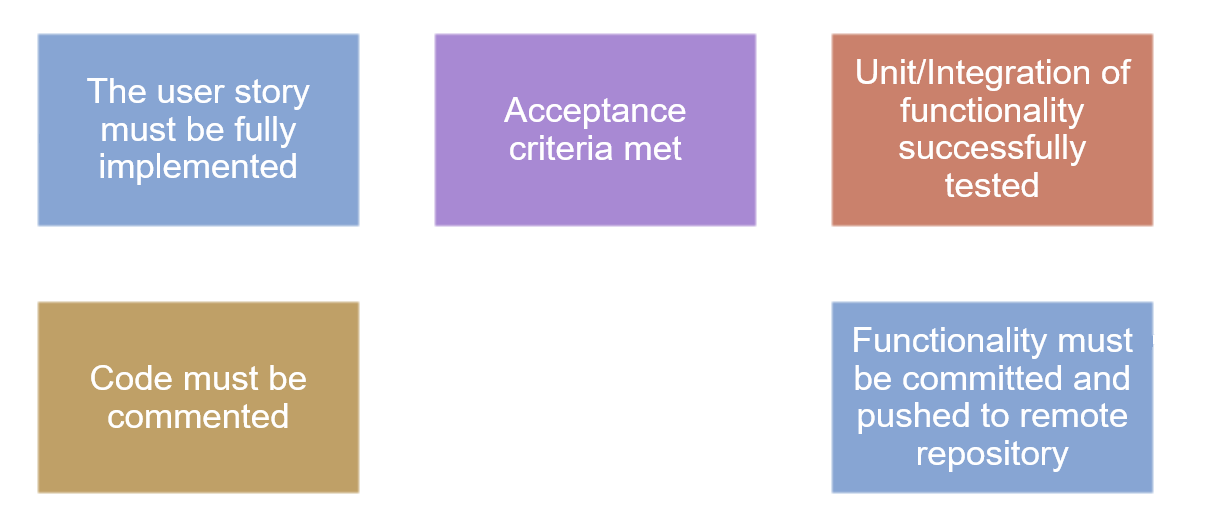 The user story
must be fully
implemented
Acceptance
criteria met
Unit/Integration of
functionality
successfully
tested
Code must be
commented
Functionality must
be committed and
pushed to remote
repository